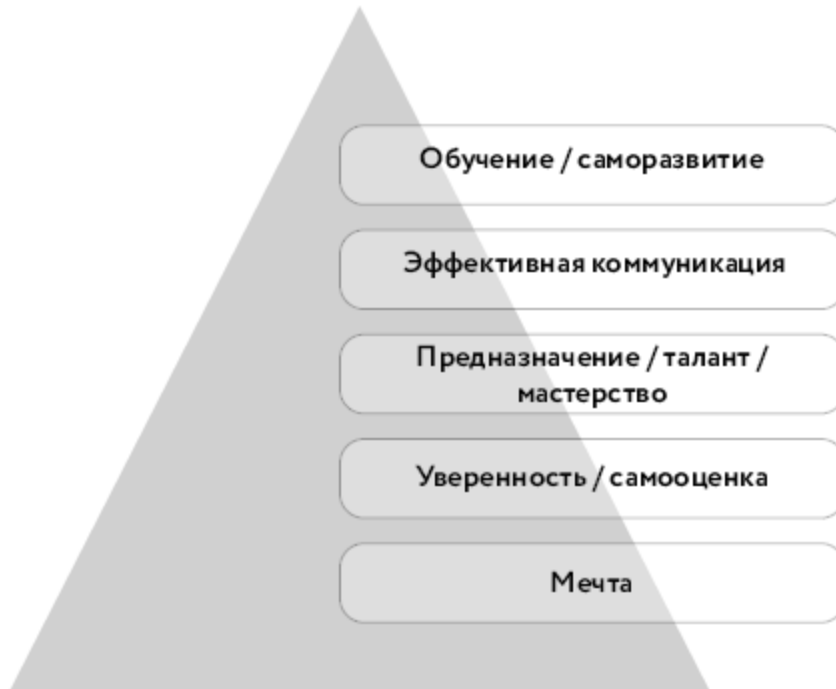 Обучение / саморазвитие
Эффективная коммуникация
Предназначение / талант /
мастерство
Уверенность / самооценка
Мечта